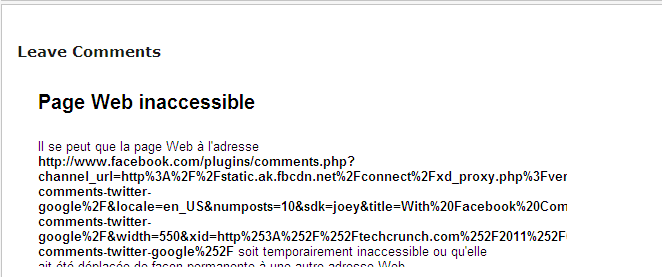 Leave Comments
Page Web inaccessible
Il se peut que la page Web à l'adresse
http://www.facebook.com/plugins/comments.php?
channel_url=http%3A%2F%2Fstatic.ak.fbcdn.net%2Fconnect%2Fxd_proxy.php%3Fver
comments-twitter-
google%2F&locale=en_US&numposts=10&sdk=joey&title=With%20Facebook%20Com
comments-twitter-
google%2F&width=550&xid=http%253A%252F%252Ftechcrunch.com%252F2011%252F
comments-twitter-google%252F soit temporairement inaccessible ou qu'elle
ait été déplacée de façon permanente à une autre adresse Web